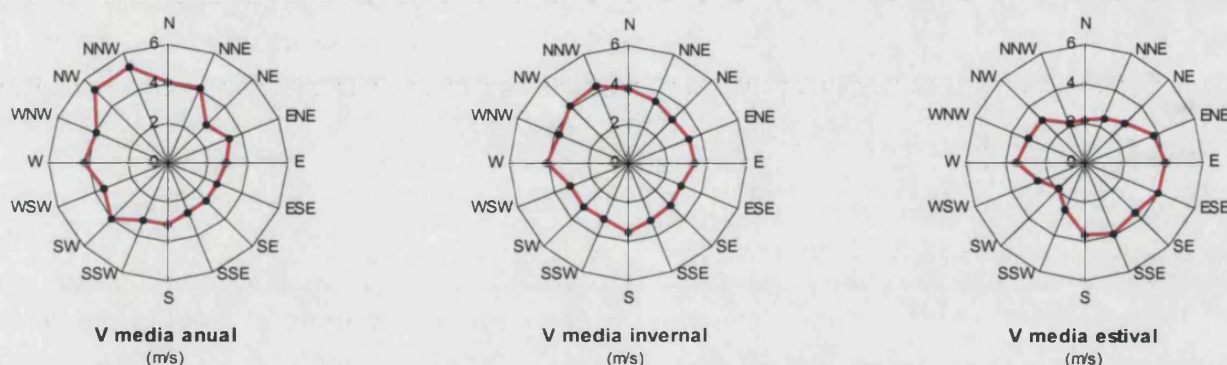 N
NNE
NE
ENE
E
ESE
SE
SSE
S
SSW
SW
WSW
W
WNW
NW
NNW
6
4
2
0
V media anual
(m/s)
N
NNE
NE
ENE
E
ESE
SE
SSE
S
SSW
SW
WSW
W
WNW
NW
NNW
6
4
2
0
V media invernal
(m/s)
N
NNE
NE
ENE
E
ESE
SE
SSE
S
SSW
SW
WSW
W
WNW
NW
NNW
6
4
2
0
V media estival
(m/s)